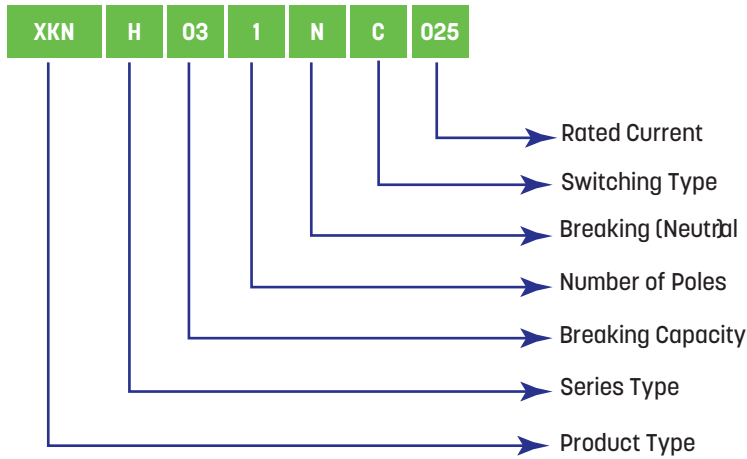 XKN H 03 1 N C 025
Rated Current
Switching Type
Breaking (Neutral)
Number of Poles
Breaking Capacity
Series Type
Product Type